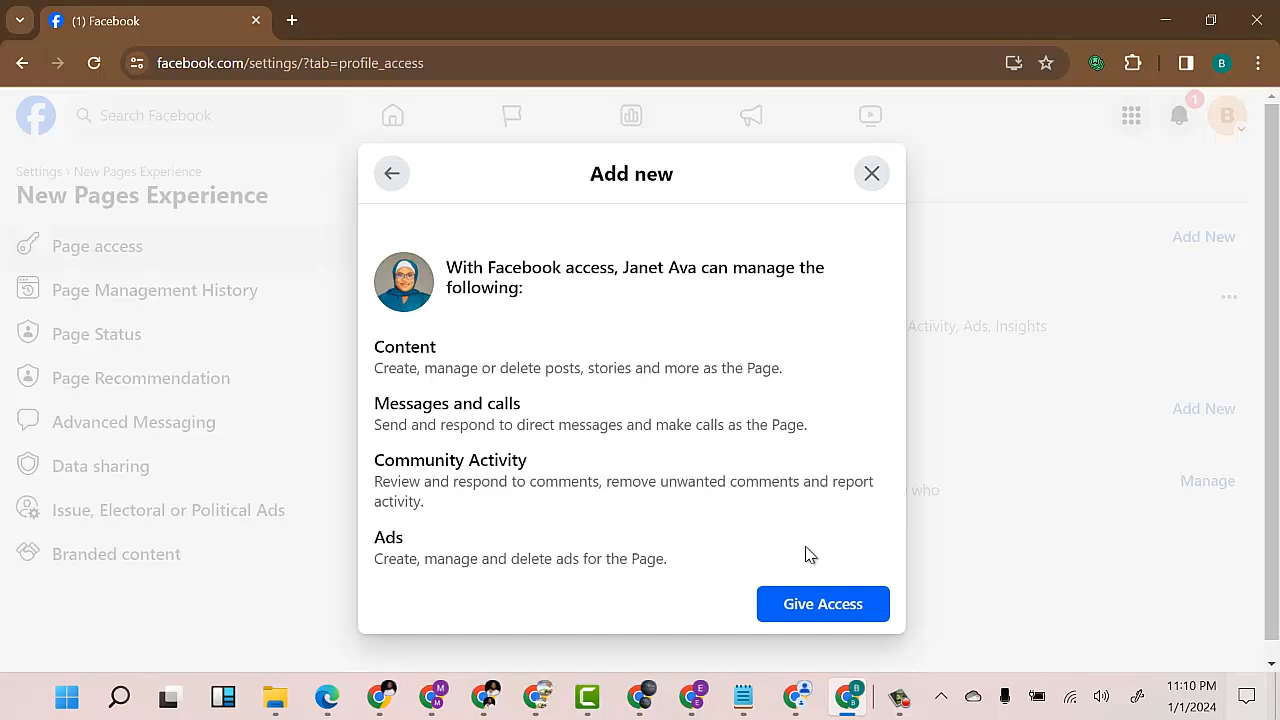 (1) Facebook
facebook.com/settings/?tab=profile_access
B
Search Facebook
1
B
Settings › New Pages Experience
New Pages Experience
Page access
Page Management History
Page Status
Page Recommendation
Advanced Messaging
Data sharing
Issue, Electoral or Political Ads
Branded content
Add new
With Facebook access, Janet Ava can manage the
following:
Content
Create, manage or delete posts, stories and more as the Page.
Messages and calls
Send and respond to direct messages and make calls as the Page.
Community Activity
Review and respond to comments, remove unwanted comments and report
activity.
Ads
Create, manage and delete ads for the Page.
Give Access
Add New
Activity, Ads, Insights
Add New
who
Manage
M
M
E
E
B
B
11:10 PM
1/1/2024